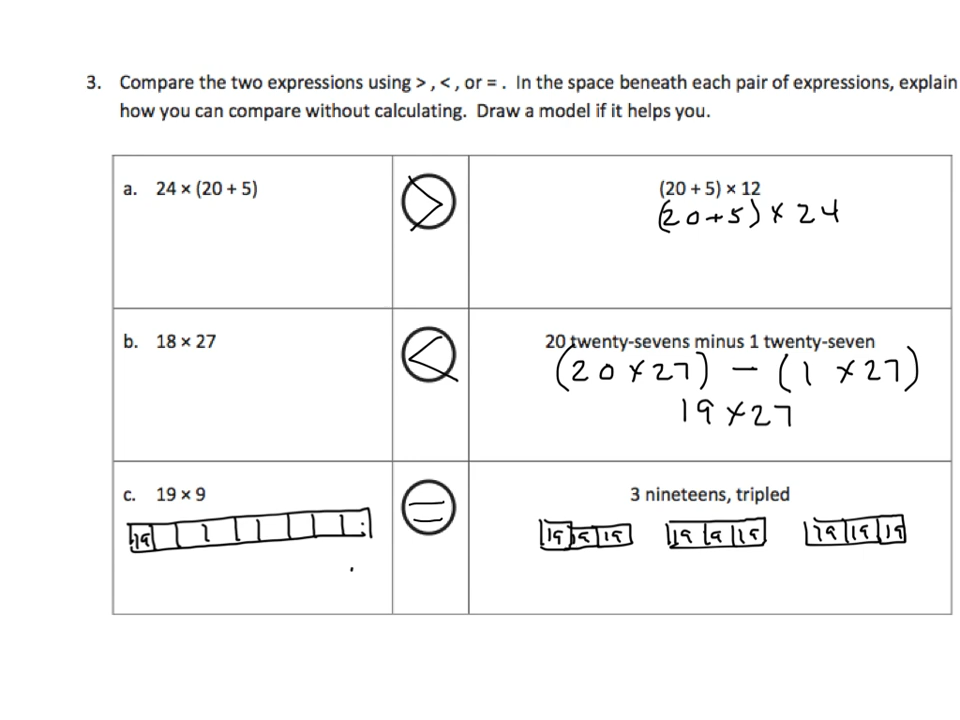 3. Compare the two expressions using > , < , or = . In the space beneath each pair of expressions, explain
how you can compare without calculating. Draw a model if it helps you.
a. 24 × (20 + 5)
>
(20 + 5) × 12
(20+5) × 24
b. 18 × 27
<
20 twenty-sevens minus 1 twenty-seven
(20 × 27) − (1 × 27)
19 × 27
c. 19 × 9
=
3 nineteens, tripled
19
19 19 19 19 19 19 19 19 19